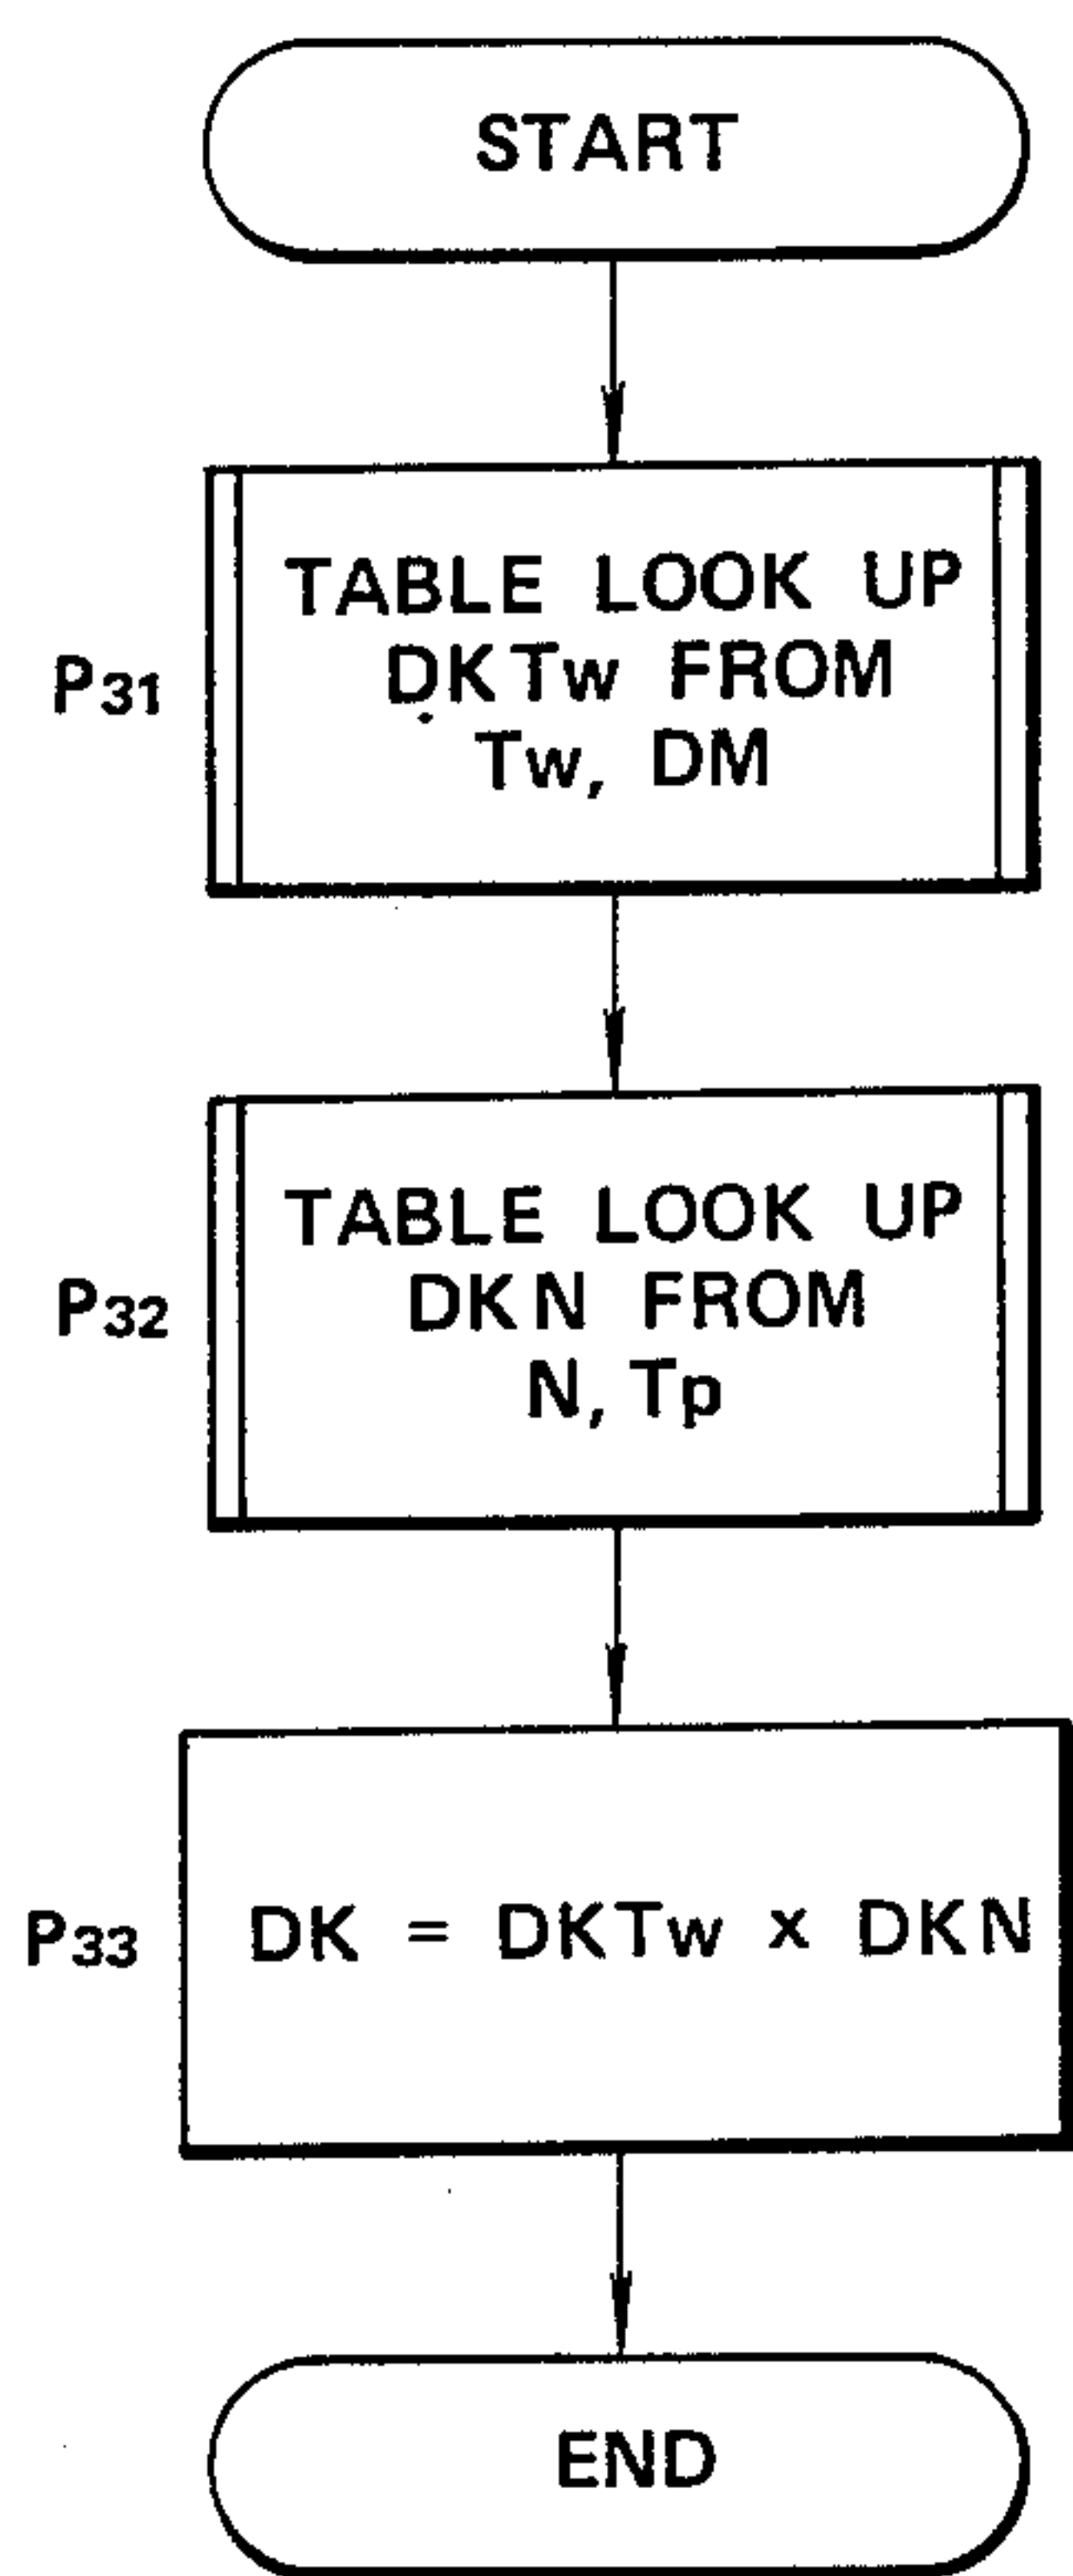 START
P31
TABLE LOOK UP
DKTw FROM
Tw, DM
P32
TABLE LOOK UP
DKN FROM
N, Tp
P33
DK = DKTw x DKN
END